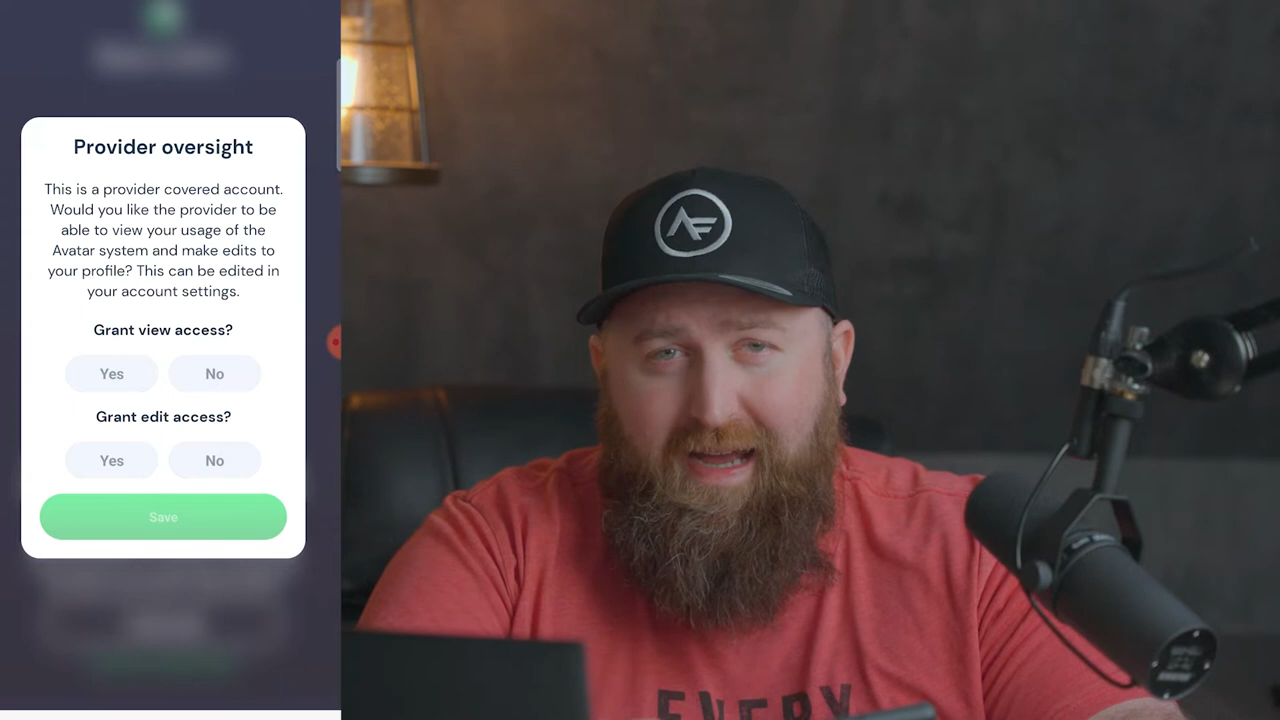 Provider oversight
This is a provider covered account.
Would you like the provider to be
able to view your usage of the
Avatar system and make edits to
your profile? This can be edited in
your account settings.
Grant view access?
Yes No
Grant edit access?
Yes No
Save
AF
EVERY